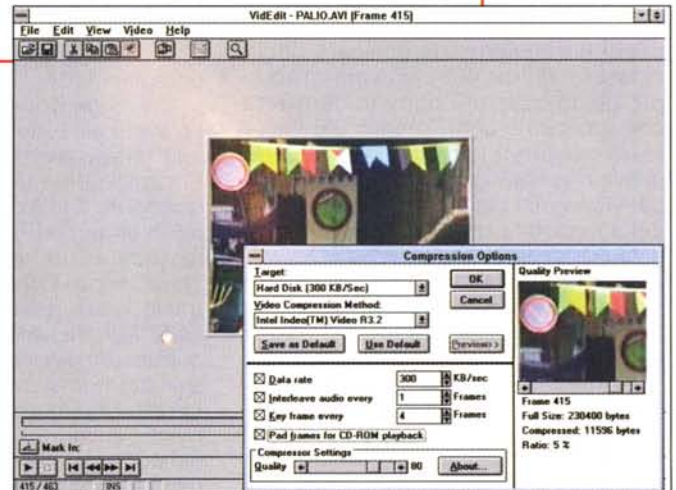 VidEdit - PALIO.AVI [Frame 415]
File Edit View Video Help
Compression Options
Target:
Hard Disk (300 KB/Sec)
Video Compression Method:
Intel Indeo(TM) Video R3.2
OK
Cancel
Save as Default
Use Default
Preview>>
Data rate 300 KB/sec
Interleave audio every 1 Frames
Key frame every 4 Frames
Pad frames for CD-ROM playback
Compressor Settings
Quality 80
About...
Quality Preview
Frame 415
Full Size: 230400 bytes
Compressed: 11596 bytes
Ratio: 5 %
Mark In:
415 / 463 INS